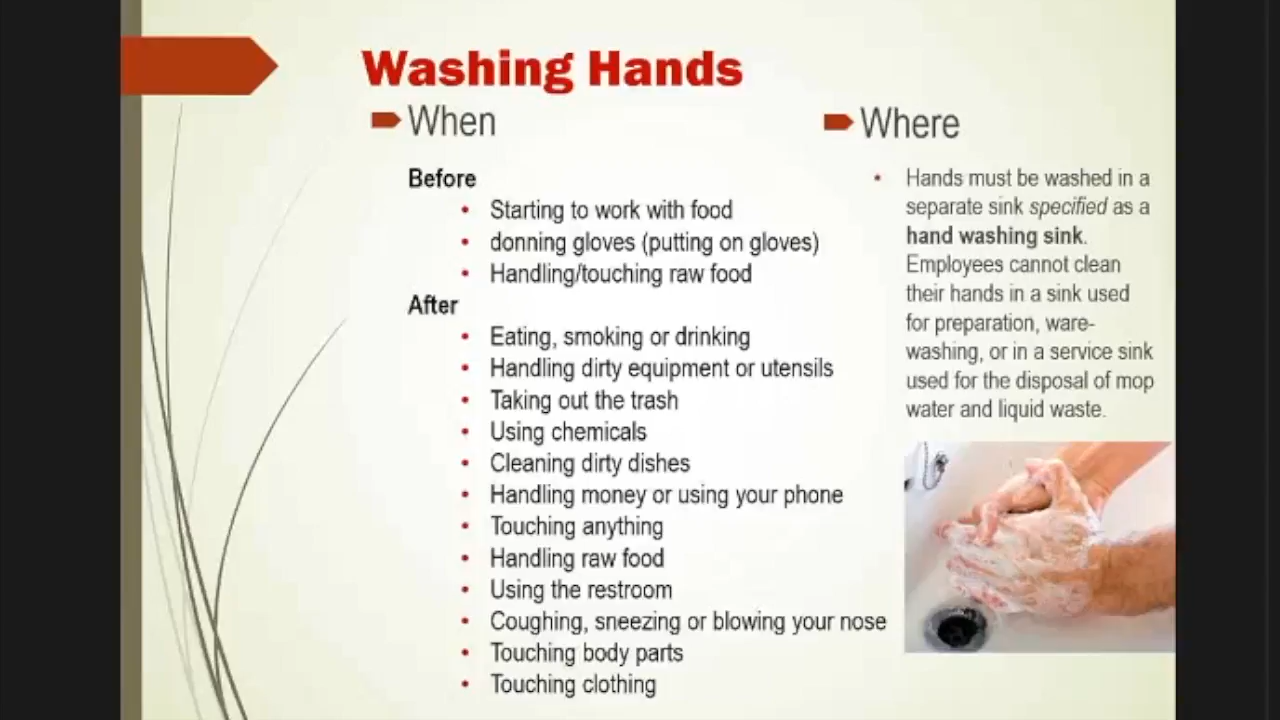 Washing Hands
When
Before
Starting to work with food
donning gloves (putting on gloves)
Handling/touching raw food
After
Eating, smoking or drinking
Handling dirty equipment or utensils
Taking out the trash
Using chemicals
Cleaning dirty dishes
Handling money or using your phone
Touching anything
Handling raw food
Using the restroom
Coughing, sneezing or blowing your nose
Touching body parts
Touching clothing
Where
Hands must be washed in a
separate sink specified as a
hand washing sink.
Employees cannot clean
their hands in a sink used
for preparation, ware-
washing, or in a service sink
used for the disposal of mop
water and liquid waste.